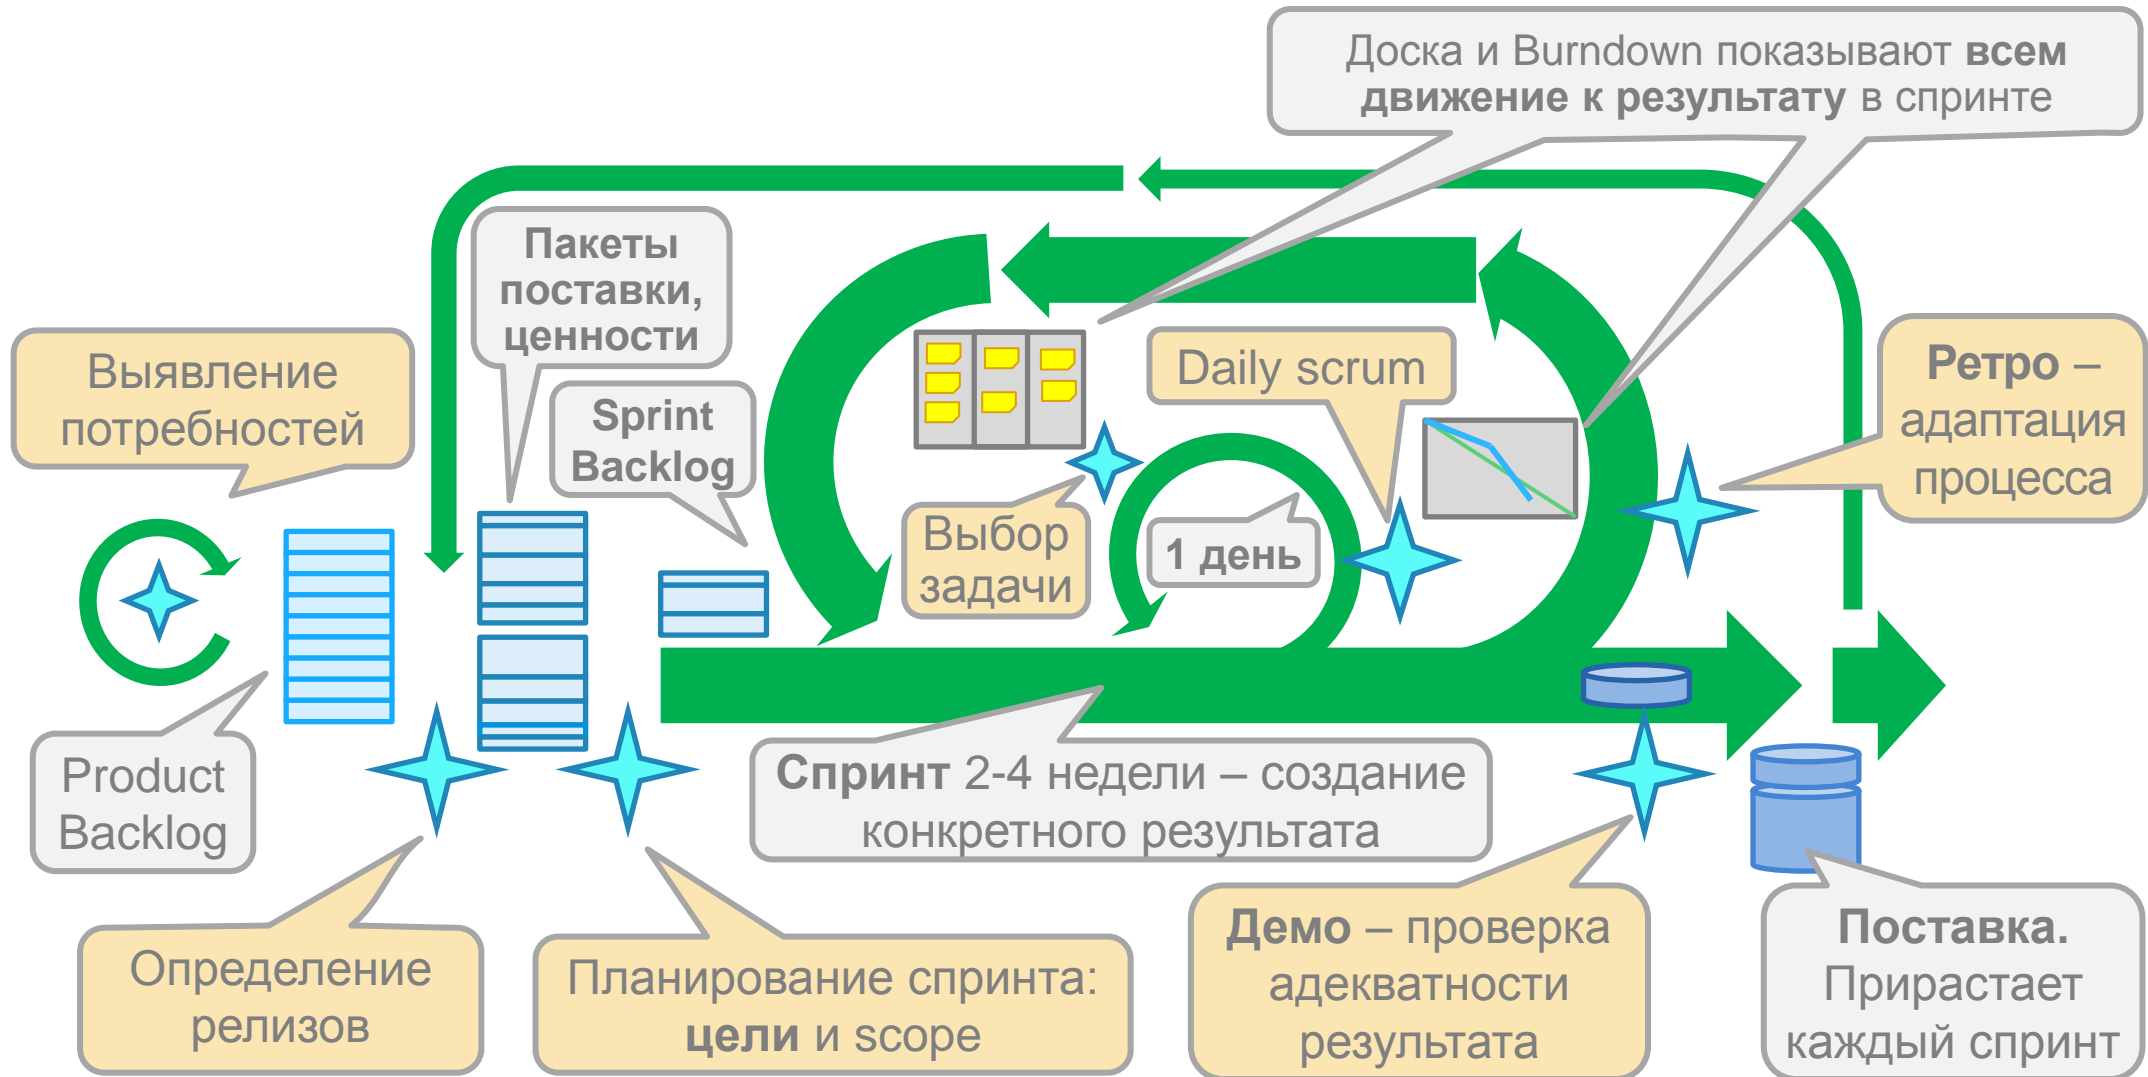 Доска и Burndown показывают всем
движение к результату в спринте
Пакеты
поставки,
ценности
Выявление
потребностей
Sprint
Backlog
Daily scrum
Ретро –
адаптация
процесса
Выбор
задачи
1 день
Product
Backlog
Спринт 2-4 недели – создание
конкретного результата
Определение
релизов
Планирование спринта:
цели и scope
Демо – проверка
адекватности
результата
Поставка.
Прирастает
каждый спринт